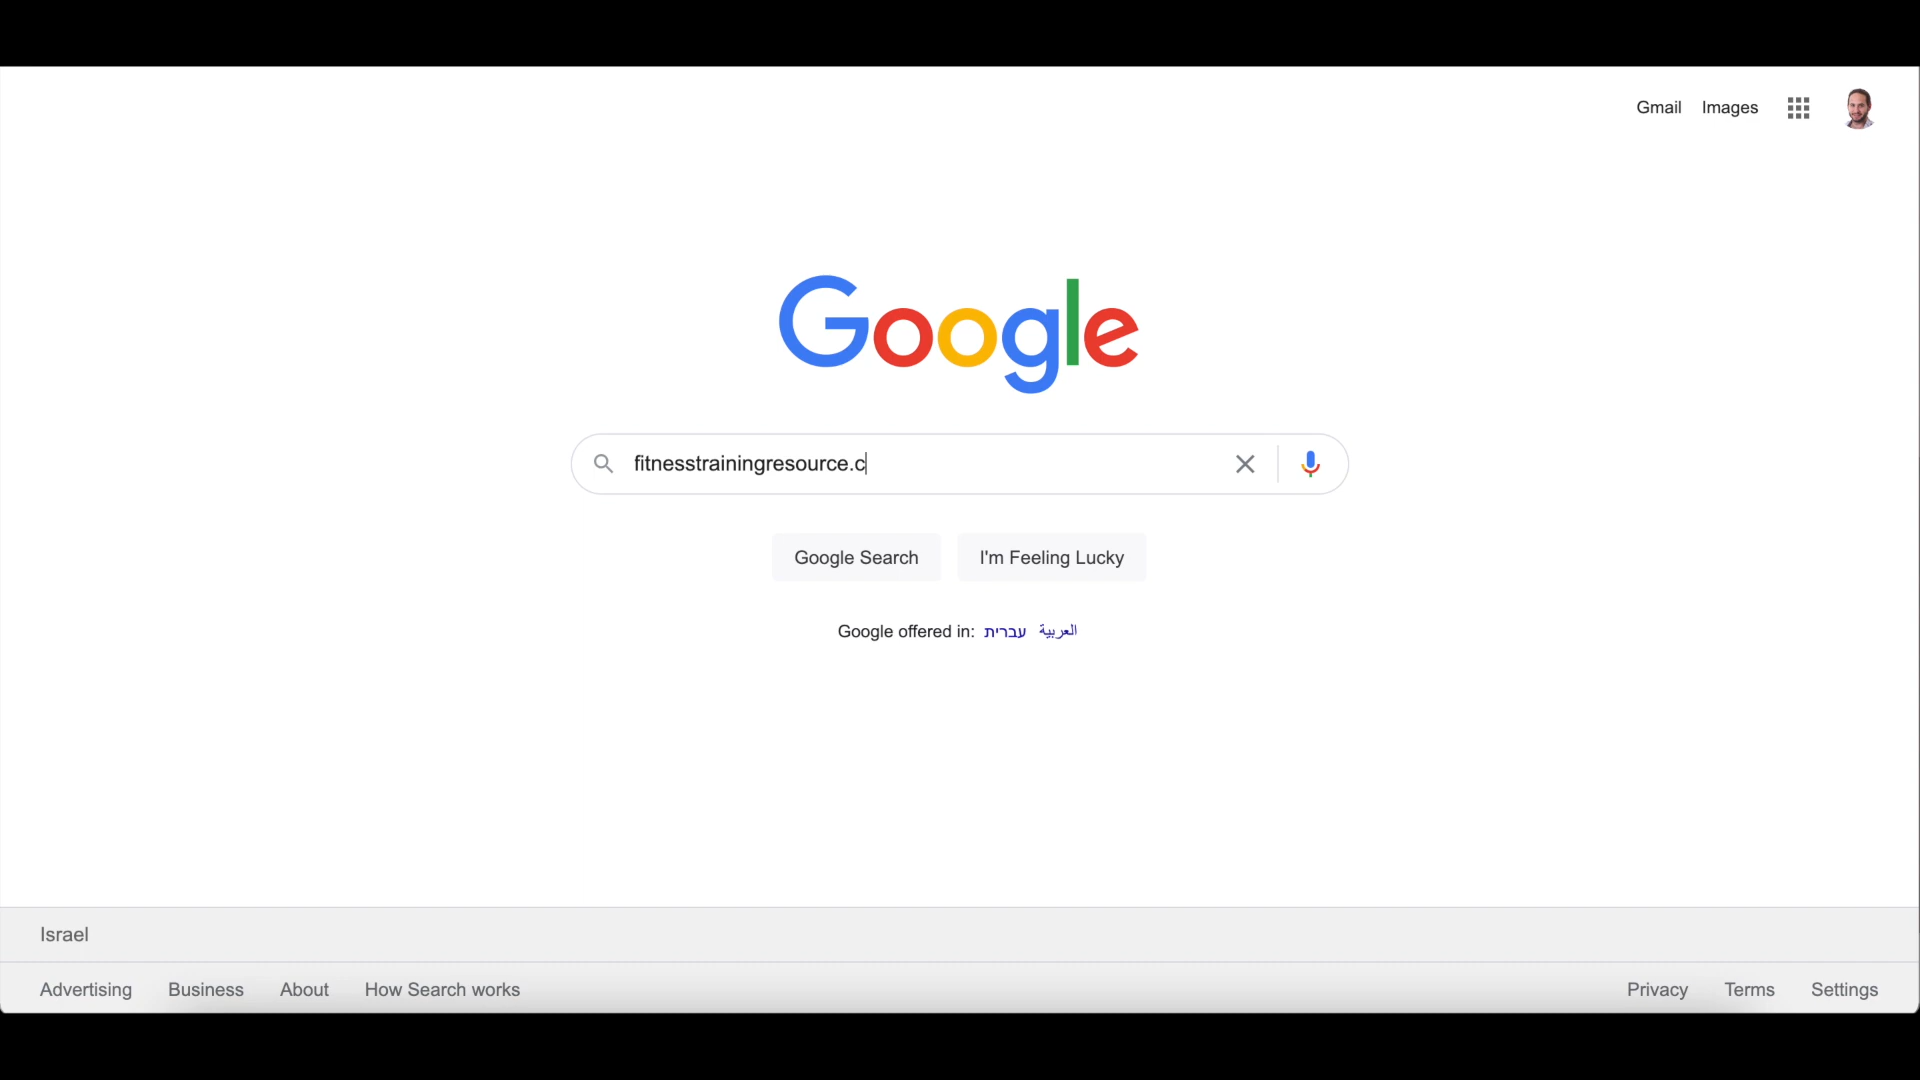 Gmail Images
Google
fitnesstrainingresource.c
Google Search I'm Feeling Lucky
Google offered in: עברית العربية
Israel
Advertising Business About How Search works Privacy Terms Settings